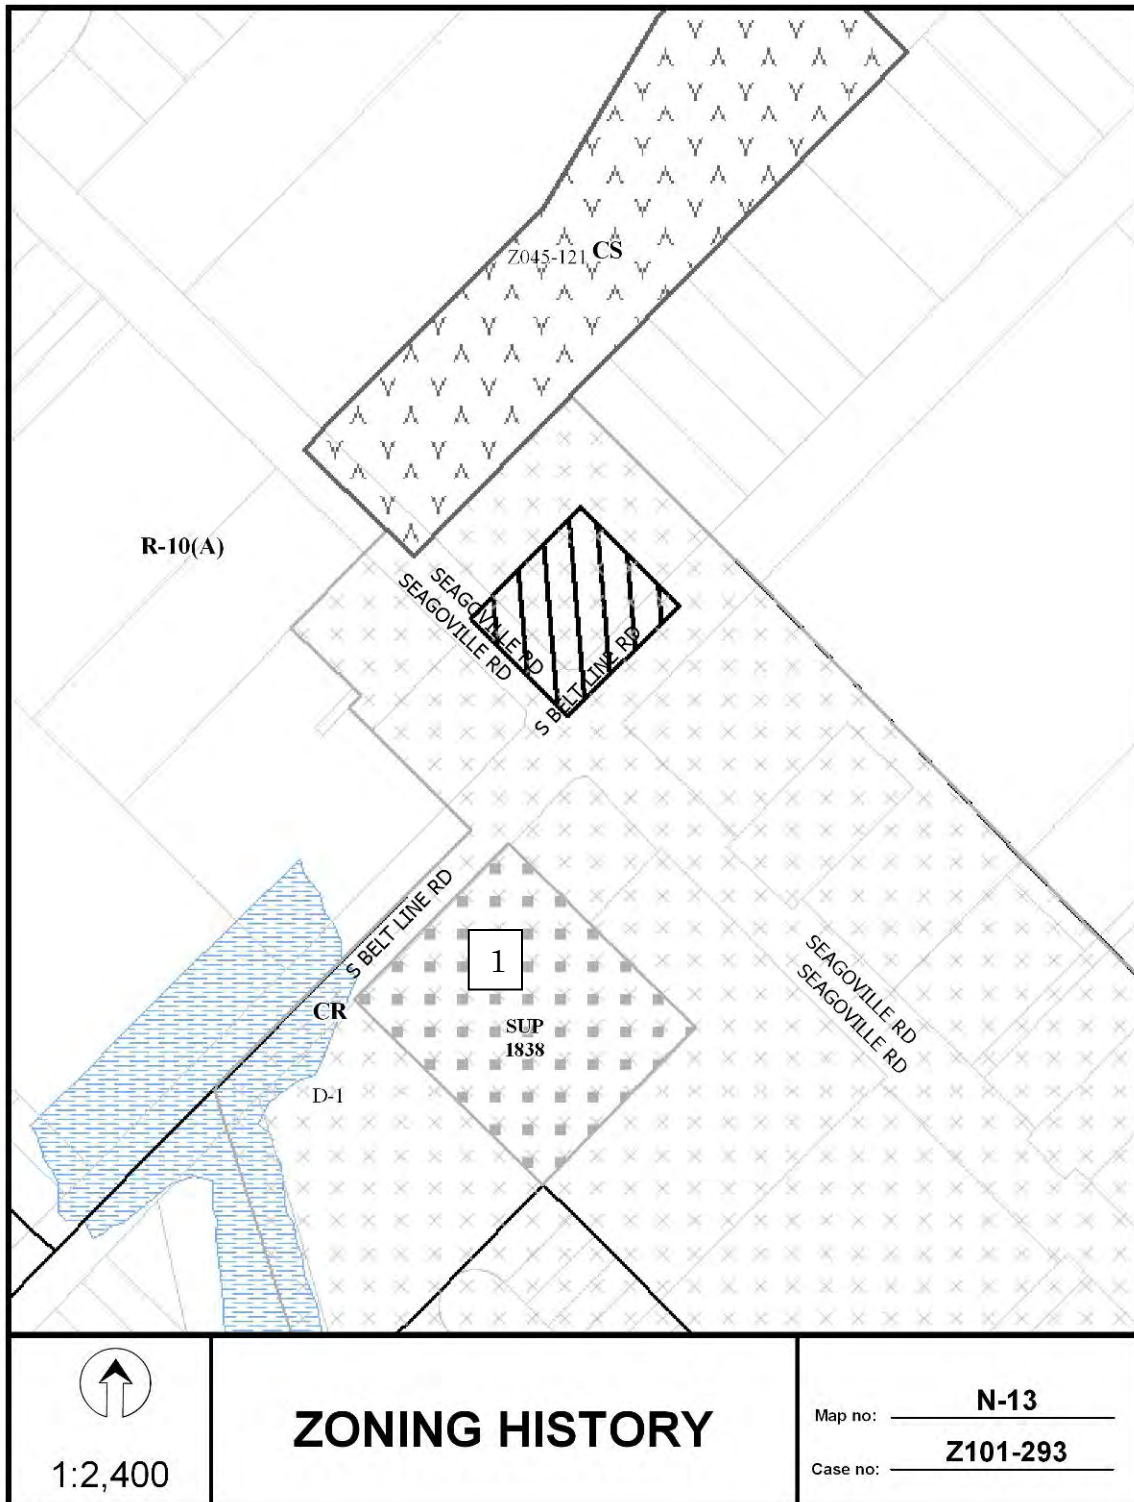 Z045-121 CS
R-10(A)
SEAGOVILLE RD
SEAGOVILLE RD
S BELT LINE RD
S BELT LINE RD
1
CR
SUP
1838
D-1
SEAGOVILLE RD
SEAGOVILLE RD
1:2,400
ZONING HISTORY
Map no: N-13
Case no: Z101-293